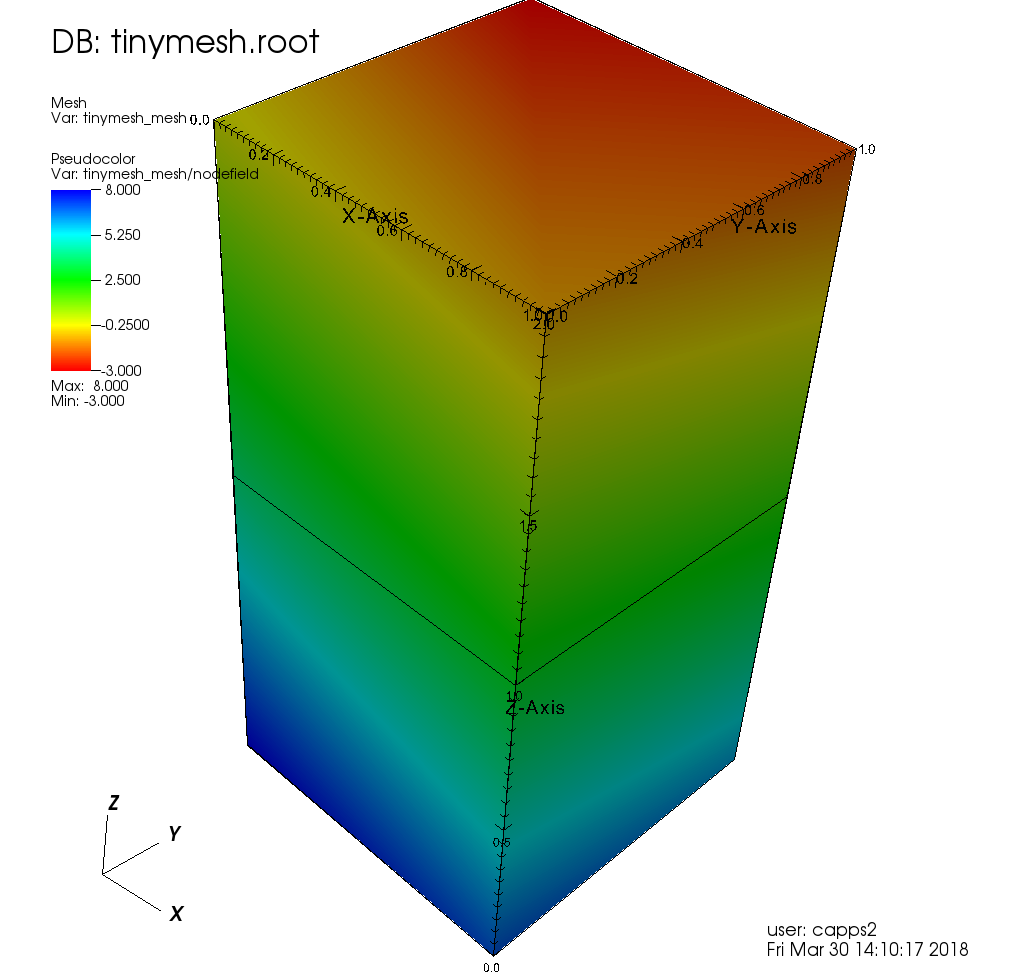 DB: tinymesh.root
Mesh
Var: tinymesh_mesh
Pseudocolor
Var: tinymesh_mesh/nodefield
8.000
5.250
2.500
-0.2500
-3.000
Max: 8.000
Min: -3.000
0.0
0.2
0.4
X-Axis
0.6
0.8
1.0
0.0
0.2
0.4
0.6
Y-Axis
0.8
1.0
2.0
1.5
1.0
Z-Axis
0.5
0.0
Z
Y
X
user: capps2
Fri Mar 30 14:10:17 2018